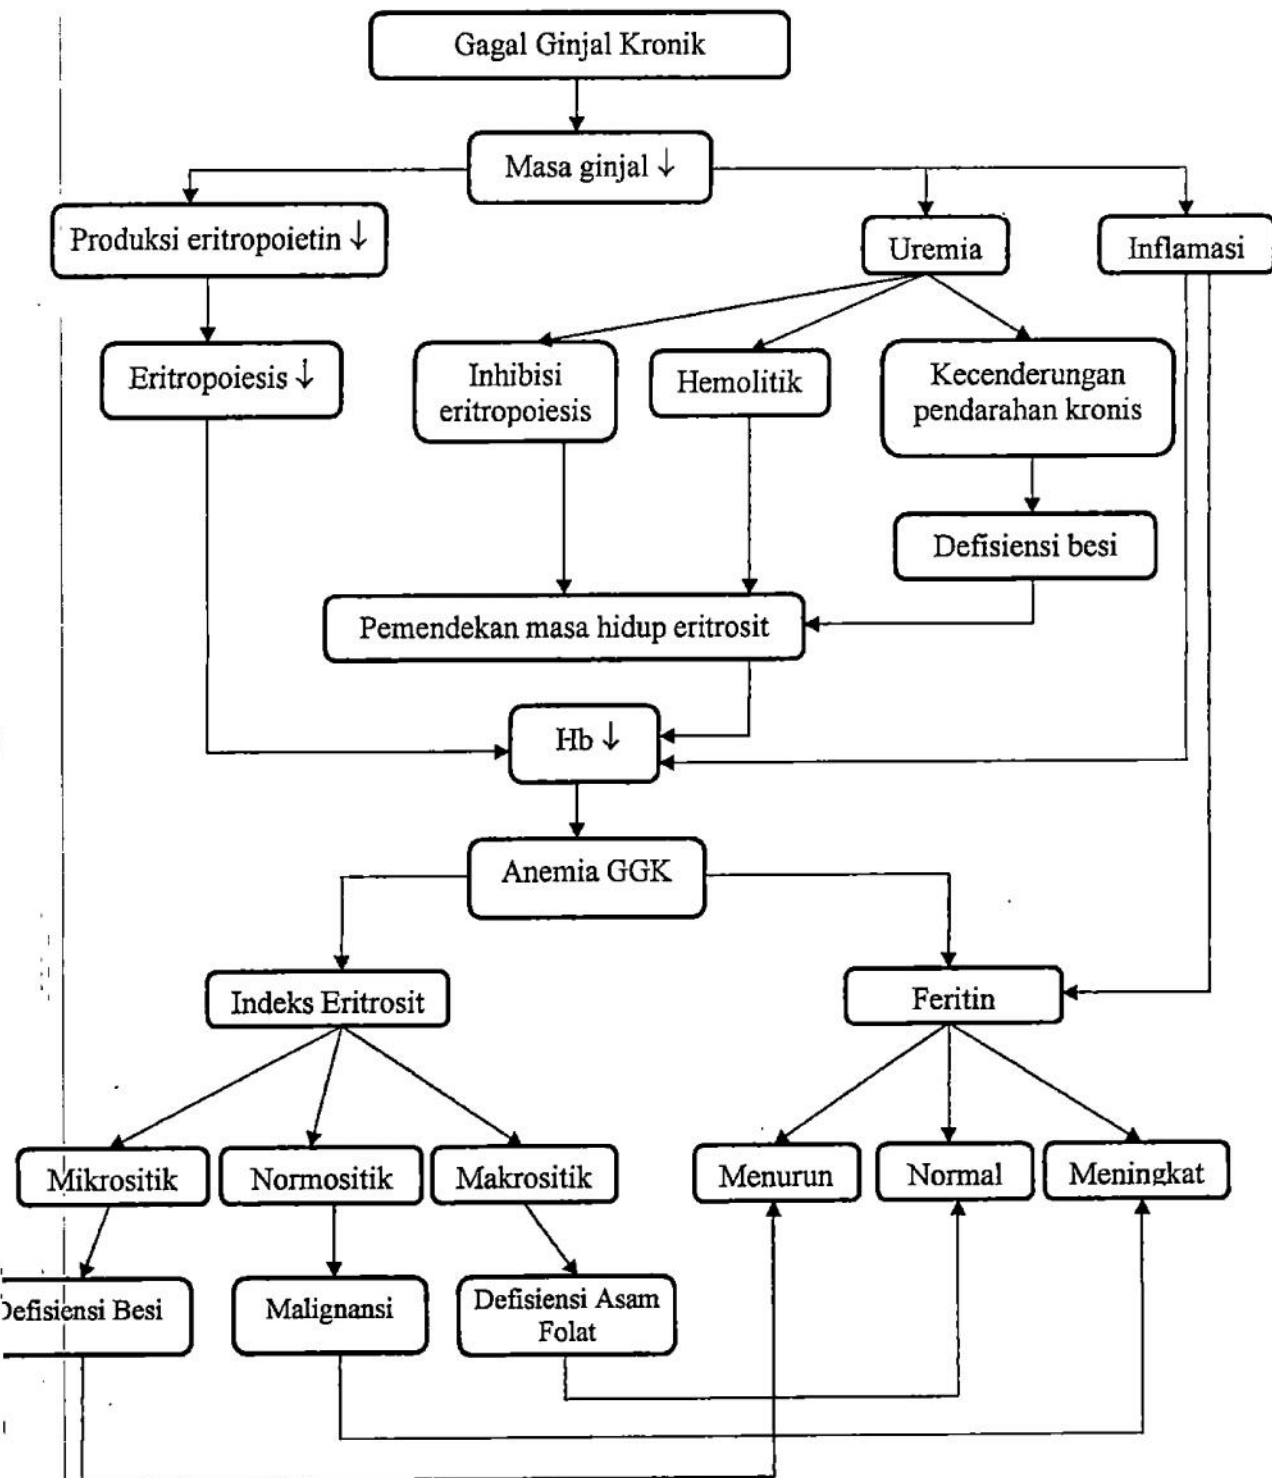 Gagal Ginjal Kronik
Masa ginjal ↓
Produksi eritropoietin ↓
Uremia
Inflamasi
Eritropoiesis ↓
Inhibisi
eritropoiesis
Hemolitik
Kecenderungan
pendarahan kronis
Defisiensi besi
Pemendekan masa hidup eritrosit
Hb ↓
Anemia GGK
Indeks Eritrosit
Feritin
Mikrositik
Normositik
Makrositik
Menurun
Normal
Meningkat
Defisiensi Besi
Malignansi
Defisiensi Asam
Folat